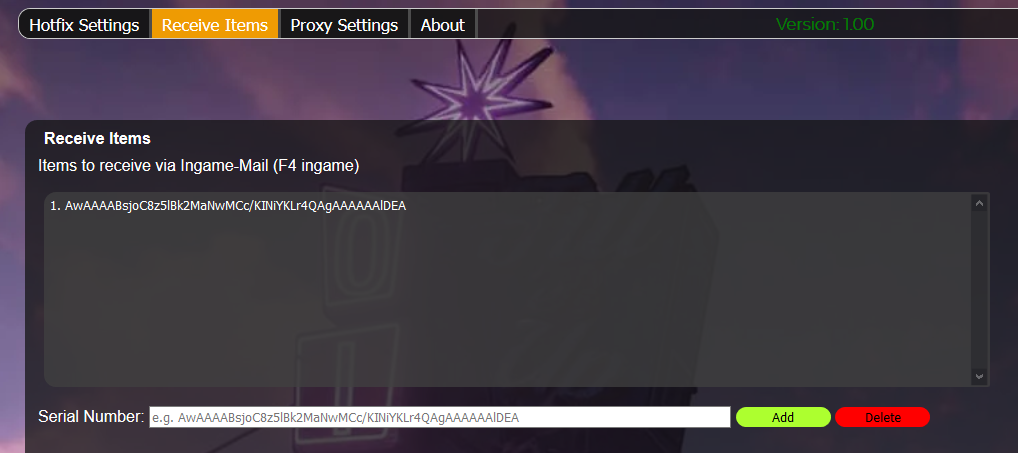 Hotfix Settings Receive Items Proxy Settings About Version: 1.00
Receive Items
Items to receive via Ingame-Mail (F4 ingame)
1. AwAAAABsjoC8z5lBk2MaNwMCc/KINiYKLr4QAgAAAAAAlDEA
Serial Number: e.g. AwAAAABsjoC8z5lBk2MaNwMCc/KINiYKLr4QAgAAAAAAlDEA Add Delete